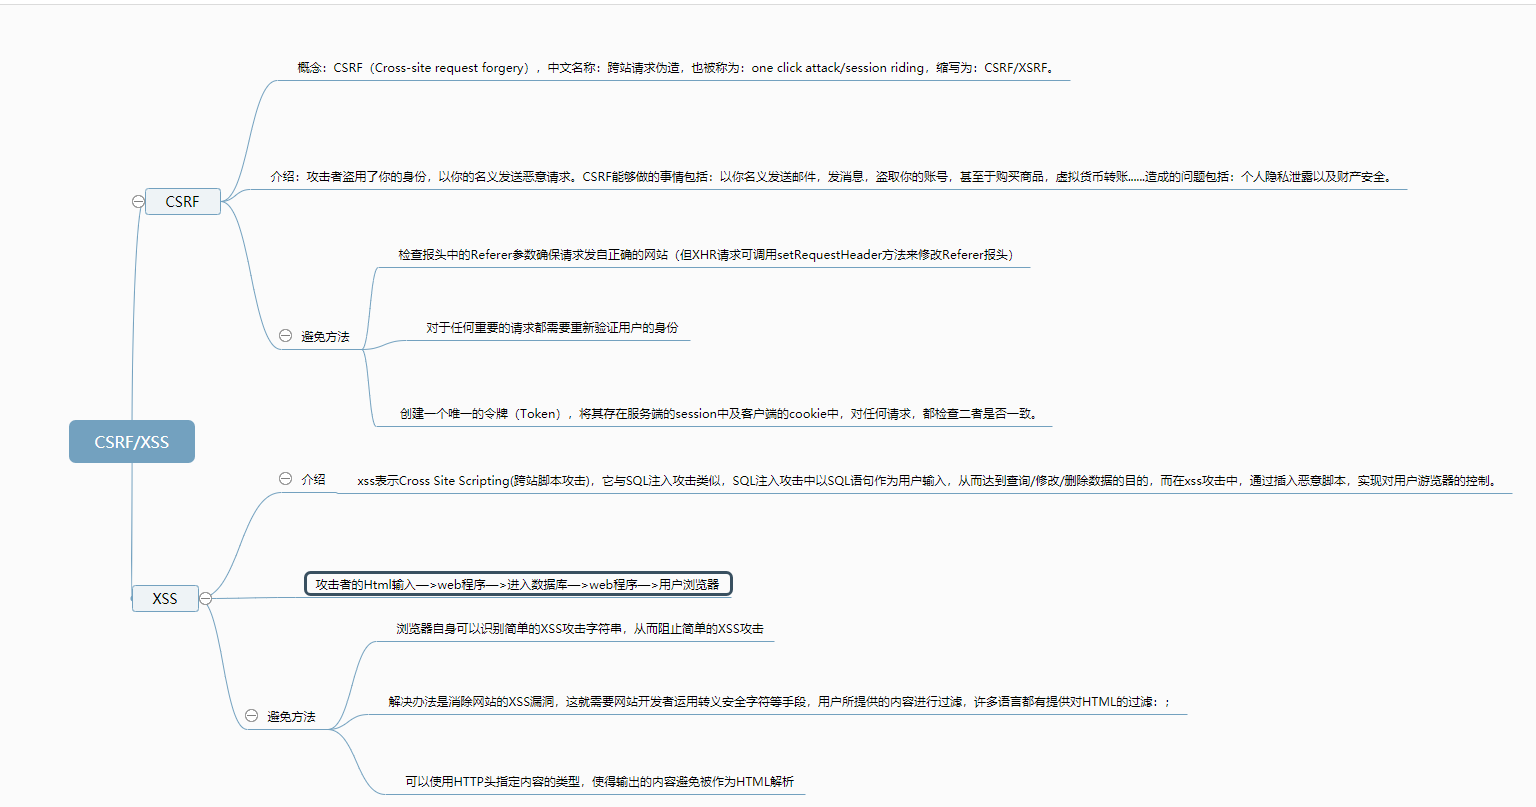 概念：CSRF（Cross-site request forgery），中文名称：跨站请求伪造，也被称为：one click attack/session riding，缩写为：CSRF/XSRF。
介绍：攻击者盗用了你的身份，以你的名义发送恶意请求。CSRF能够做的事情包括：以你名义发送邮件，发消息，盗取你的账号，甚至于购买商品，虚拟货币转账......造成的问题包括：个人隐私泄露以及财产安全。
CSRF
检查报头中的Referer参数确保请求发自正确的网站（但XHR请求可调用setRequestHeader方法来修改Referer报头）
对于任何重要的请求都需要重新验证用户的身份
避免方法
创建一个唯一的令牌（Token），将其存在服务端的session中及客户端的cookie中，对任何请求，都检查二者是否一致。
CSRF/XSS
介绍
xss表示Cross Site Scripting(跨站脚本攻击)，它与SQL注入攻击类似，SQL注入攻击中以SQL语句作为用户输入，从而达到查询/修改/删除数据的目的，而在xss攻击中，通过插入恶意脚本，实现对用户游览器的控制。
攻击者的Html输入—>web程序—>进入数据库—>web程序—>用户浏览器
XSS
浏览器自身可以识别简单的XSS攻击字符串，从而阻止简单的XSS攻击
解决办法是消除网站的XSS漏洞，这就需要网站开发者运用转义安全字符等手段，用户所提供的内容进行过滤，许多语言都有提供对HTML的过滤：;
避免方法
可以使用HTTP头指定内容的类型，使得输出的内容避免被作为HTML解析